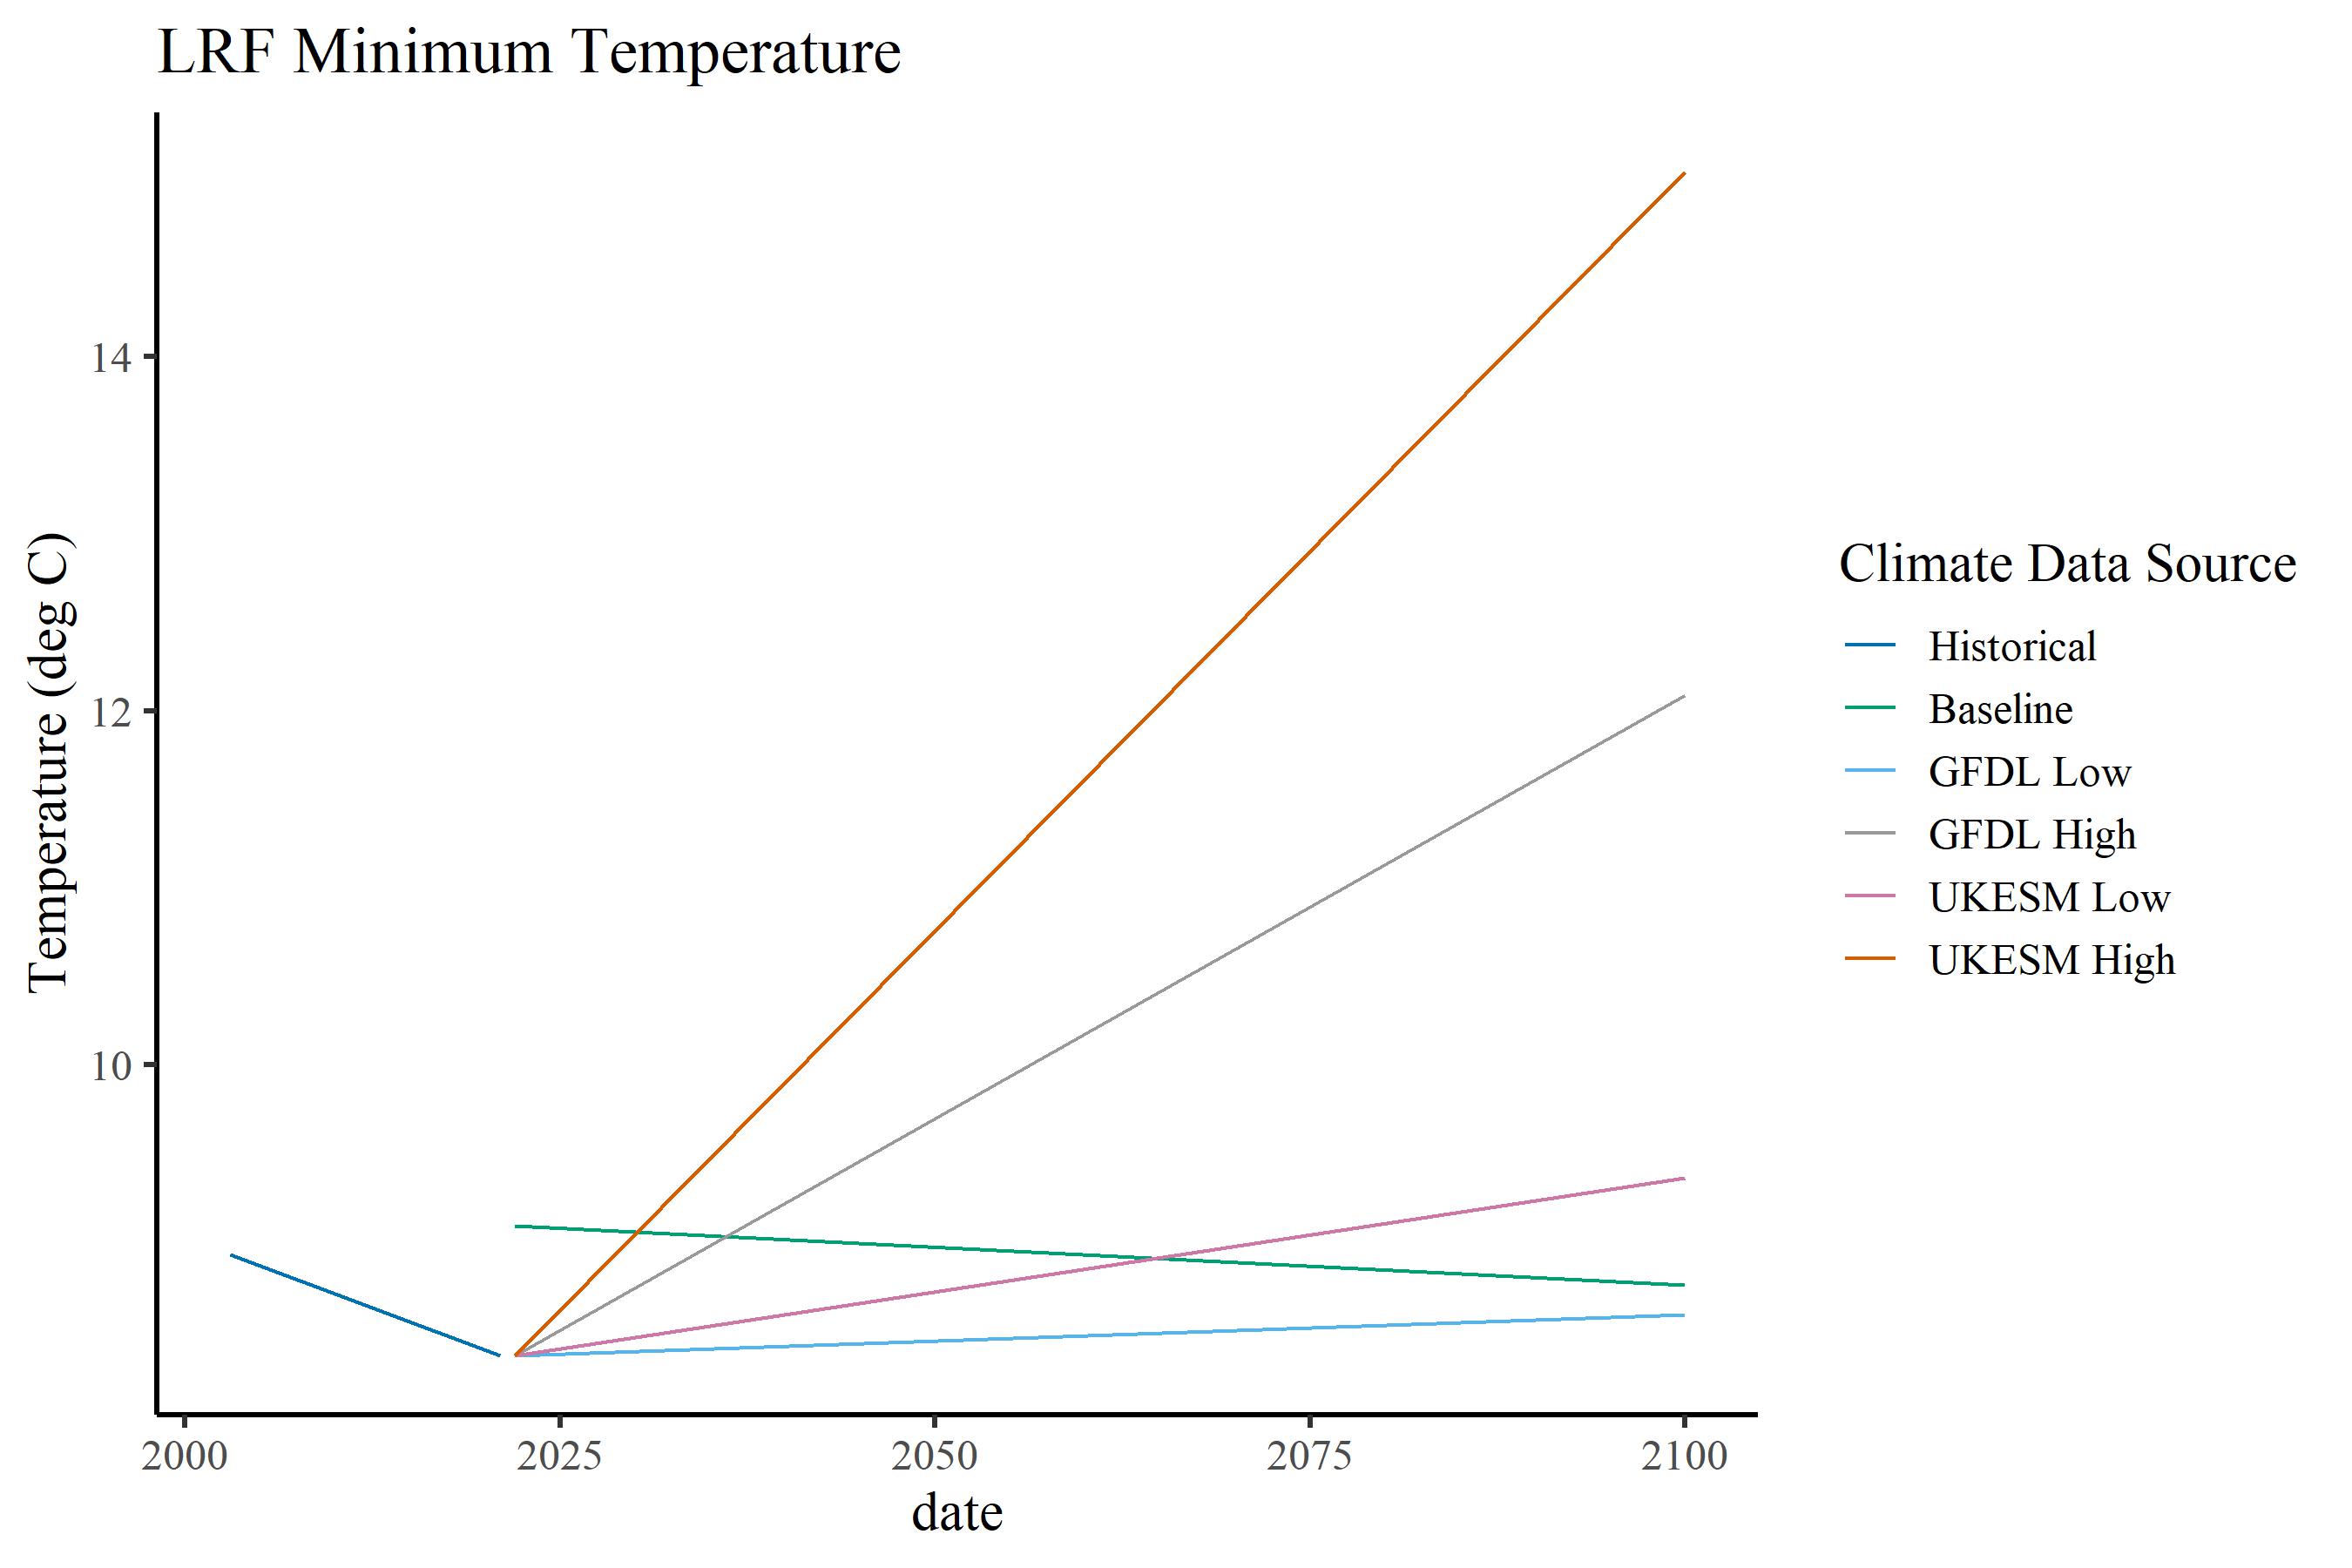 LRF Minimum Temperature
Temperature (deg C)
14
12
10
2000 2025 2050 2075 2100
date
Climate Data Source
Historical
Baseline
GFDL Low
GFDL High
UKESM Low
UKESM High